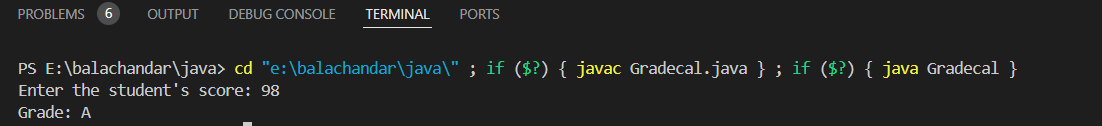 PROBLEMS 6 OUTPUT DEBUG CONSOLE TERMINAL PORTS
PS E:\balachandar\java> cd "e:\balachandar\java\" ; if ($?) { javac Gradecal.java } ; if ($?) { java Gradecal }
Enter the student's score: 98
Grade: A